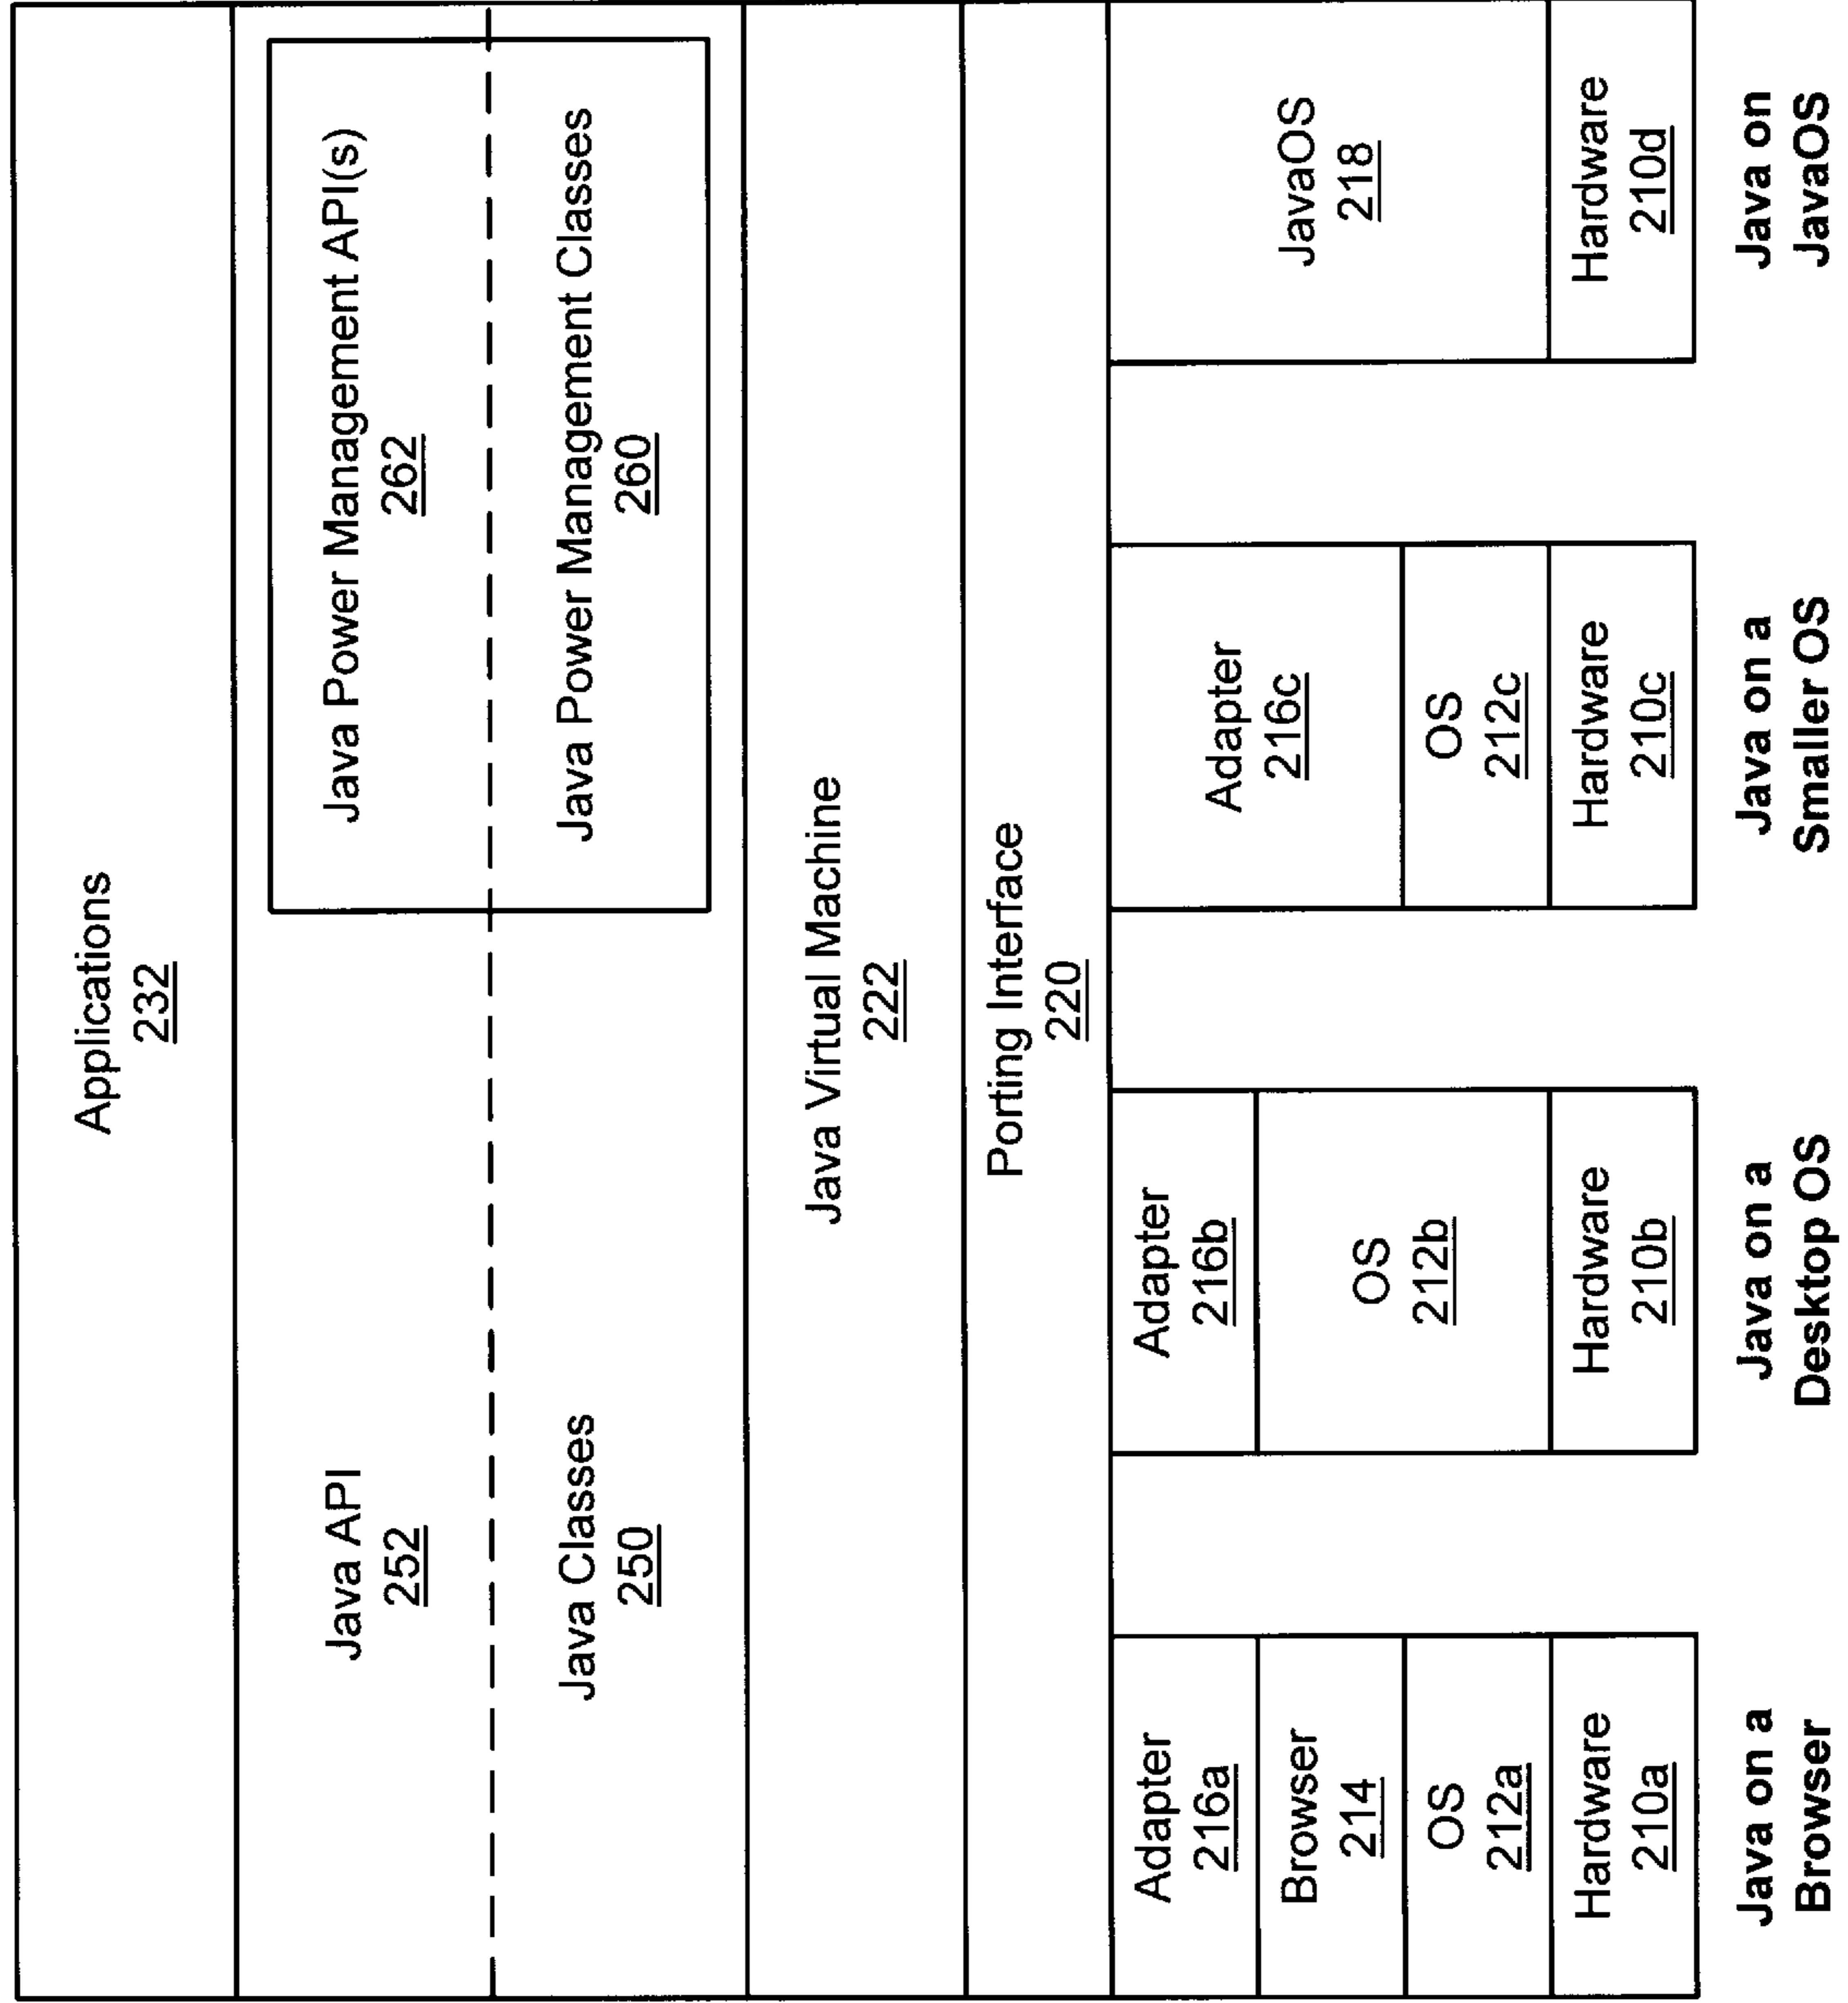 Applications
232
Java API
252
Java Power Management API(s)
262
Java Classes
250
Java Power Management Classes
260
Java Virtual Machine
222
Porting Interface
220
Adapter
216a
Browser
214
OS
212a
Hardware
210a
Java on a
Browser
Adapter
216b
OS
212b
Hardware
210b
Java on a
Desktop OS
Adapter
216c
OS
212c
Hardware
210c
Java on a
Smaller OS
JavaOS
218
Hardware
210d
Java on
JavaOS